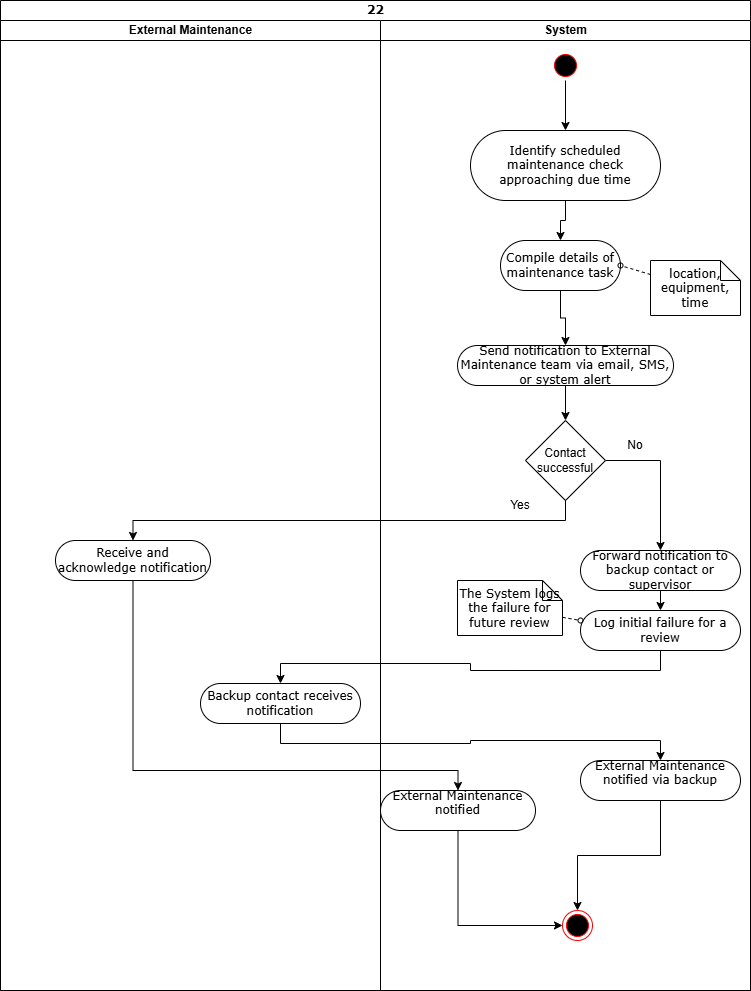 22
External Maintenance
System
Identify scheduled
maintenance check
approaching due time
Compile details of
maintenance task
location,
equipment,
time
Send notification to External
Maintenance team via email, SMS,
or system alert
Contact
successful
No
Yes
Receive and
acknowledge notification
Forward notification to
backup contact or
supervisor
The System logs
the failure for
future review
Log initial failure for a
review
Backup contact receives
notification
External Maintenance
notified via backup
External Maintenance
notified